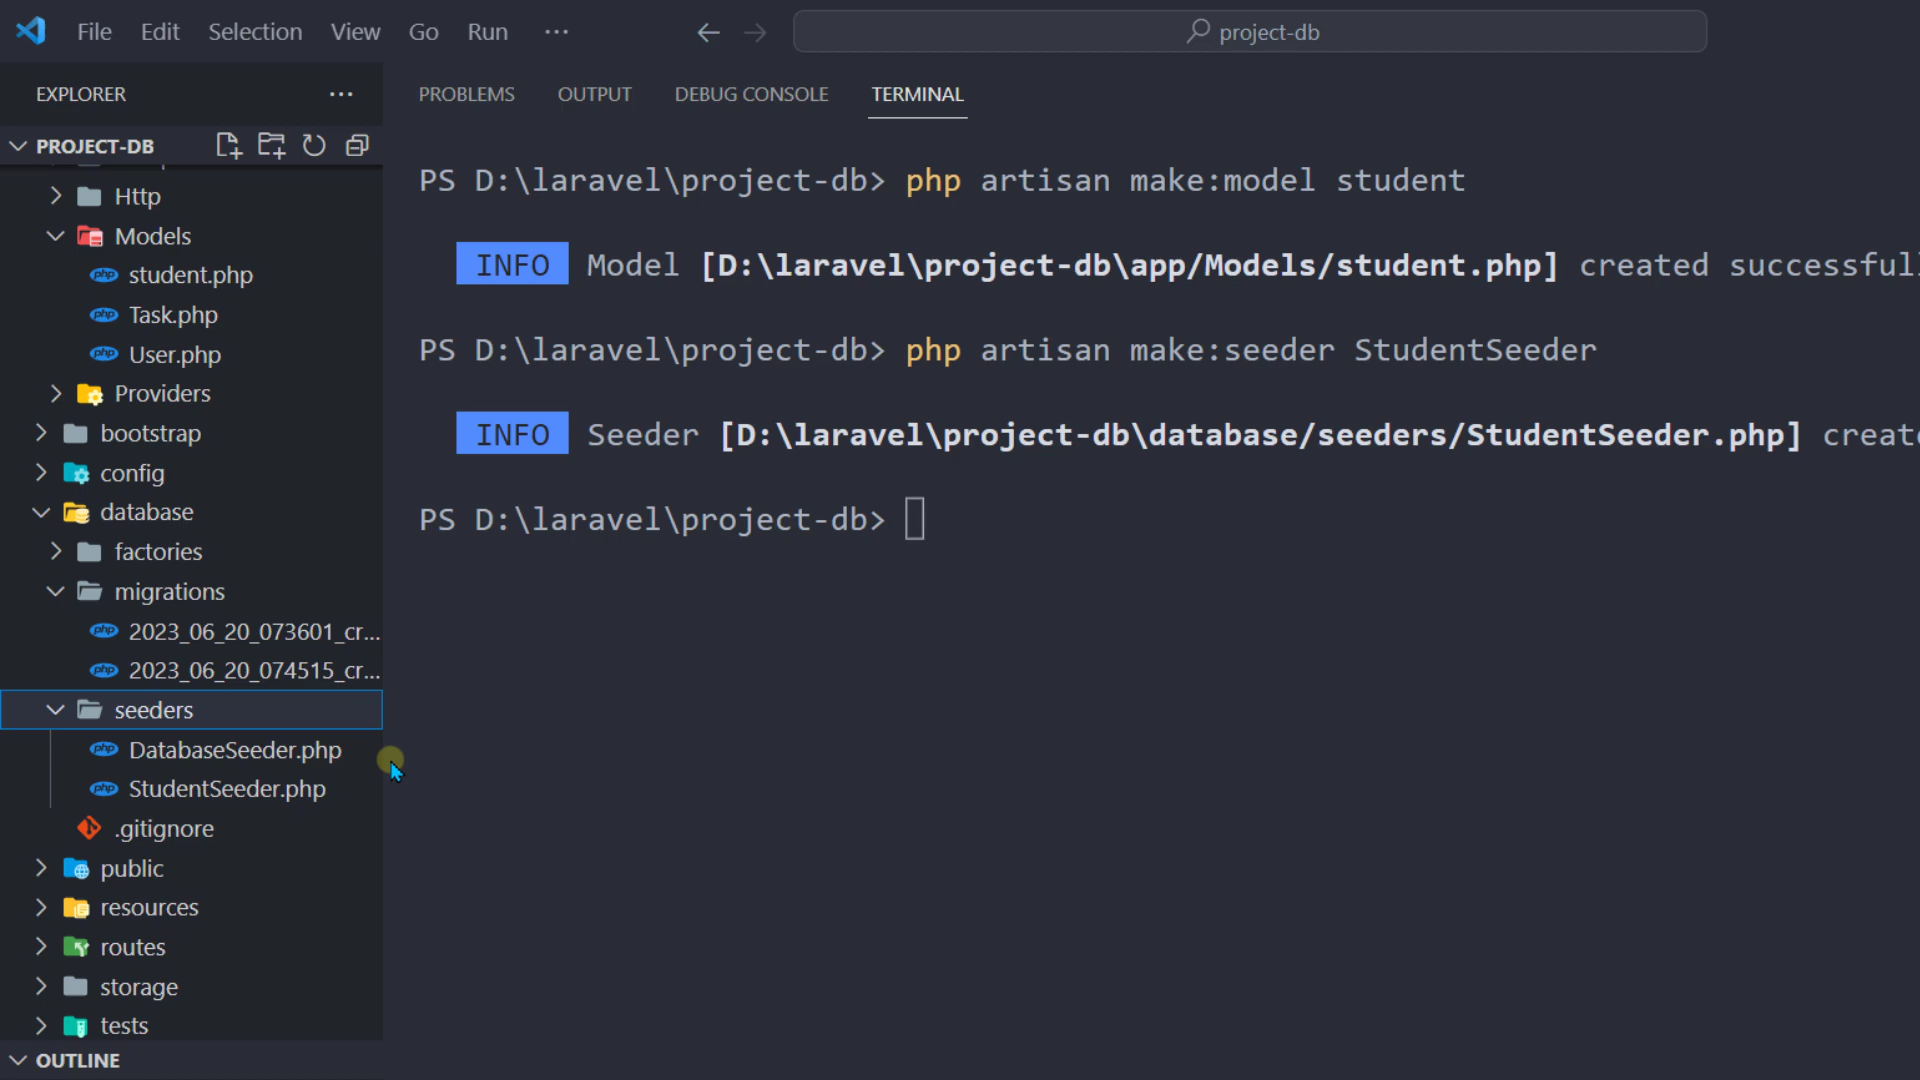 File Edit Selection View Go Run ···
project-db
EXPLORER ···
PROJECT-DB
Http
Models
student.php
Task.php
User.php
Providers
bootstrap
config
database
factories
migrations
2023_06_20_073601_cr...
2023_06_20_074515_cr...
seeders
DatabaseSeeder.php
StudentSeeder.php
.gitignore
public
resources
routes
storage
tests
OUTLINE
PROBLEMS OUTPUT DEBUG CONSOLE TERMINAL
PS D:\laravel\project-db> php artisan make:model student
INFO Model [D:\laravel\project-db\app/Models/student.php] created successfull
PS D:\laravel\project-db> php artisan make:seeder StudentSeeder
INFO Seeder [D:\laravel\project-db\database/seeders/StudentSeeder.php] create
PS D:\laravel\project-db>